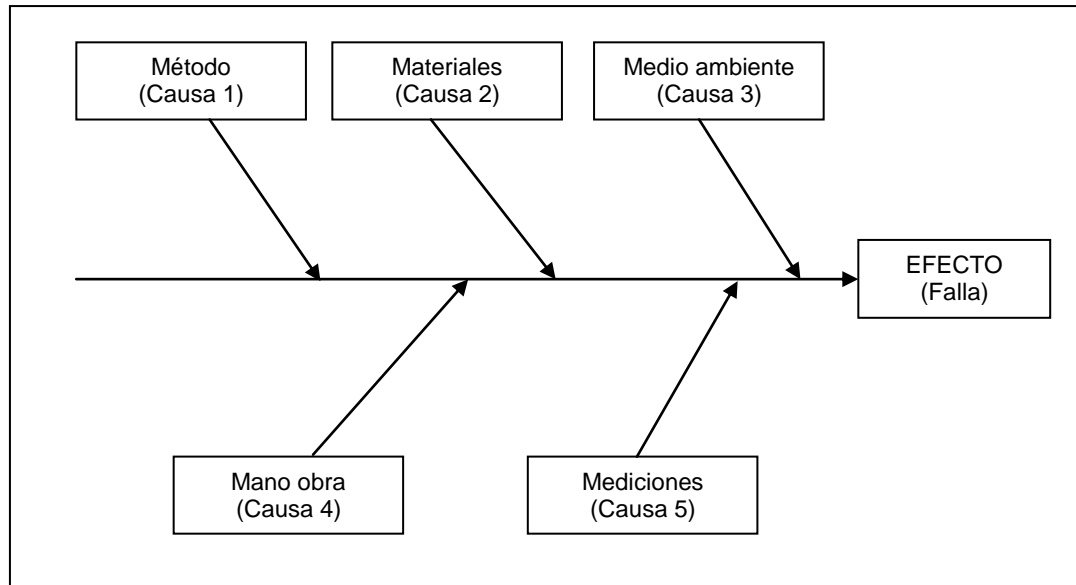 Método
(Causa 1)
Materiales
(Causa 2)
Medio ambiente
(Causa 3)
EFECTO
(Falla)
Mano obra
(Causa 4)
Mediciones
(Causa 5)